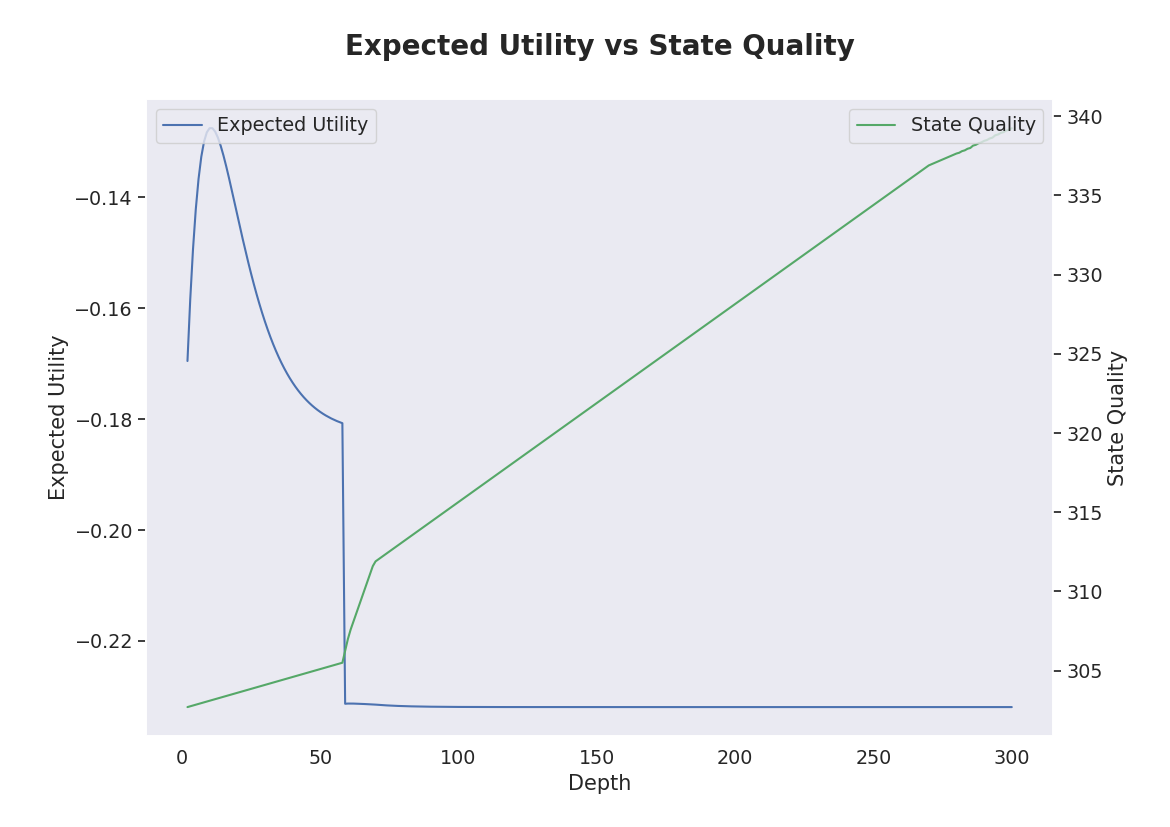 Expected Utility vs State Quality
Expected Utility
State Quality
−0.14
−0.16
−0.18
−0.20
−0.22
Expected Utility
340
335
330
325
320
315
310
305
State Quality
0 50 100 150 200 250 300
Depth